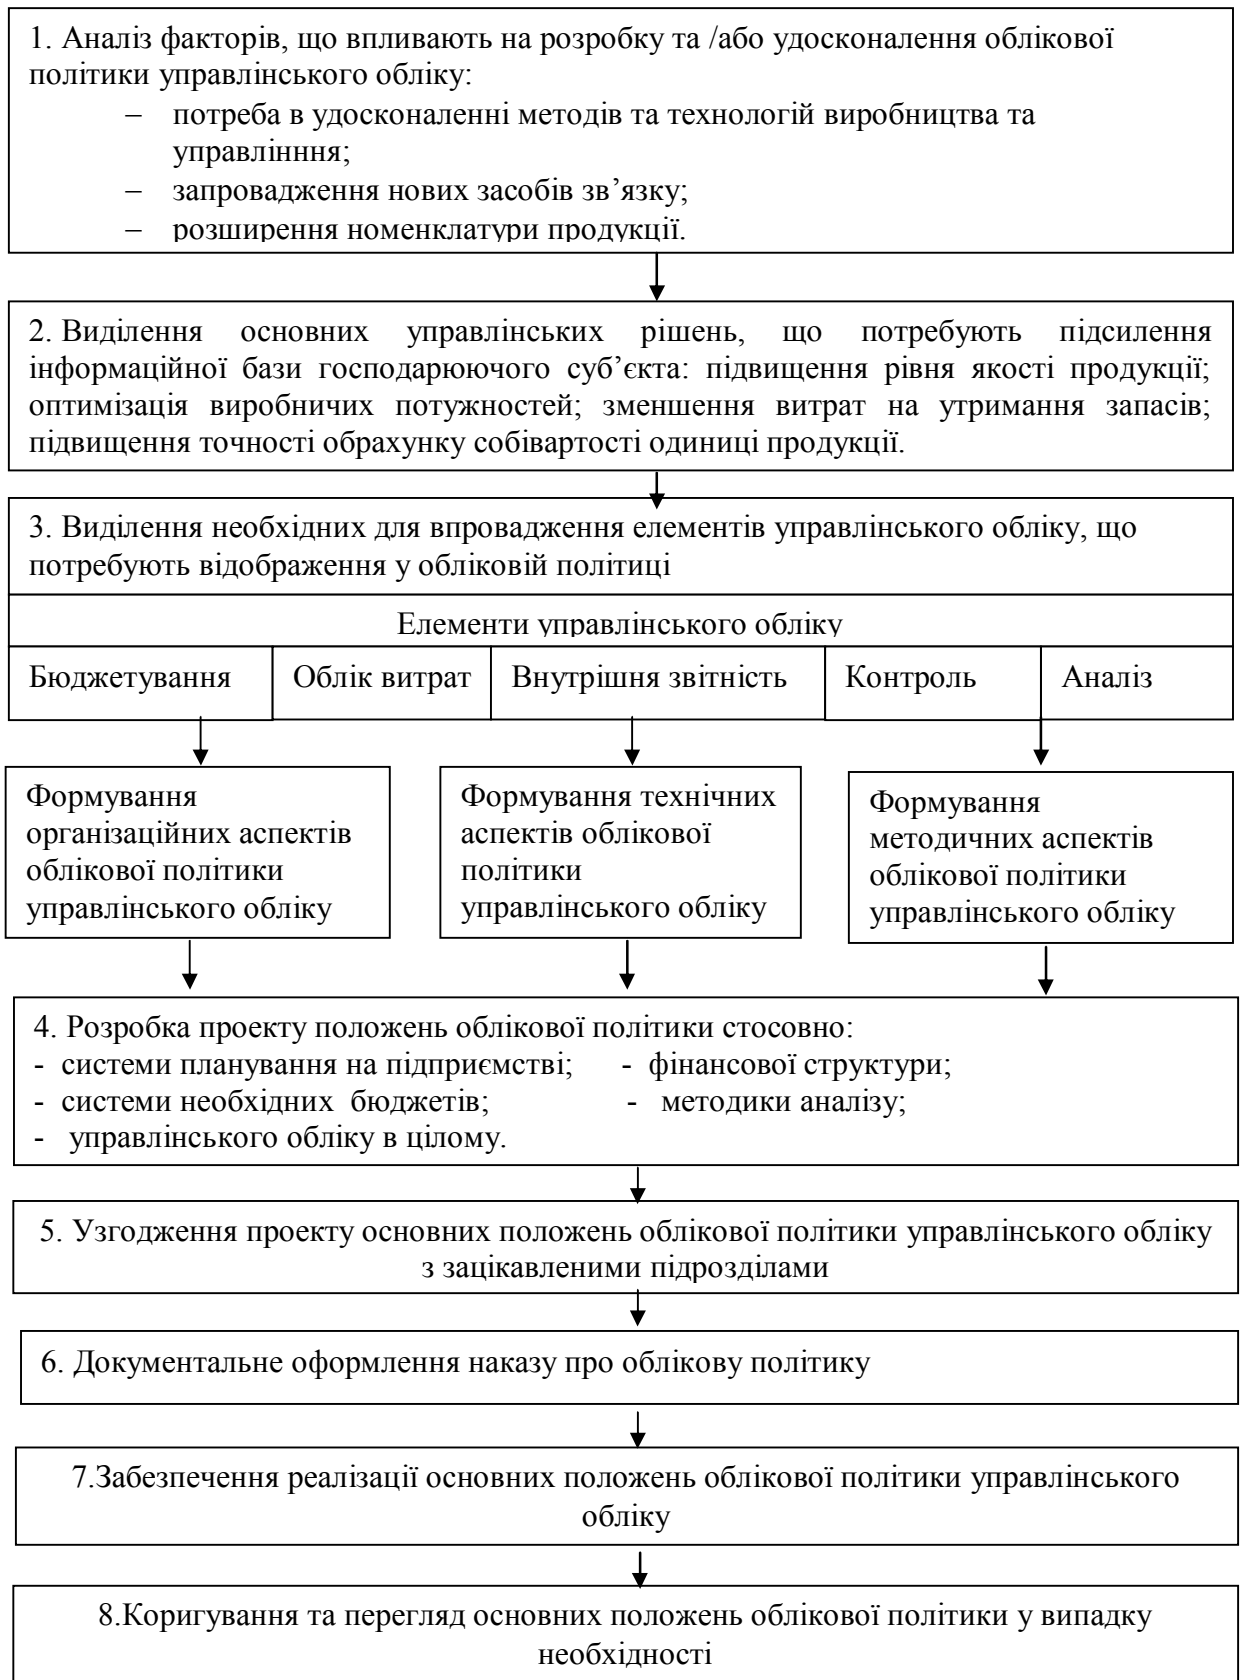 1. Аналіз факторів, що впливають на розробку та /або удосконалення облікової
політики управлінського обліку:
– потреба в удосконаленні методів та технологій виробництва та
управлінння;
– запровадження нових засобів зв’язку;
– розширення номенклатури продукції.
2. Виділення основних управлінських рішень, що потребують підсилення
інформаційної бази господарюючого суб’єкта: підвищення рівня якості продукції;
оптимізація виробничих потужностей; зменшення витрат на утримання запасів;
підвищення точності обрахунку собівартості одиниці продукції.
3. Виділення необхідних для впровадження елементів управлінського обліку, що
потребують відображення у обліковій політиці
Елементи управлінського обліку
Бюджетування Облік витрат Внутрішня звітність Контроль Аналіз
Формування
організаційних аспектів
облікової політики
управлінського обліку
Формування технічних
аспектів облікової
політики
управлінського обліку
Формування
методичних аспектів
облікової політики
управлінського обліку
4. Розробка проекту положень облікової політики стосовно:
- системи планування на підприємстві; - фінансової структури;
- системи необхідних бюджетів; - методики аналізу;
- управлінського обліку в цілому.
5. Узгодження проекту основних положень облікової політики управлінського обліку
з зацікавленими підрозділами
6. Документальне оформлення наказу про облікову політику
7.Забезпечення реалізації основних положень облікової політики управлінського
обліку
8.Коригування та перегляд основних положень облікової політики у випадку
необхідності